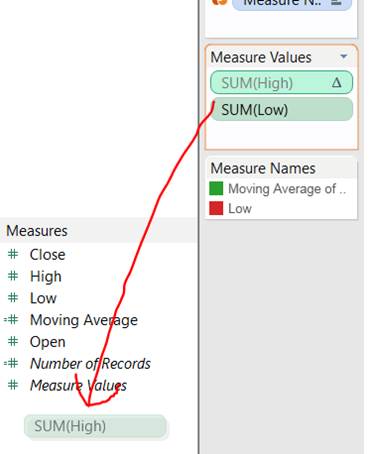 Measure N..
Measure Values
SUM(High) Δ
SUM(Low)
Measure Names
Moving Average of ..
Low
Measures
# Close
# High
# Low
=# Moving Average
# Open
=# Number of Records
# Measure Values
SUM(High)